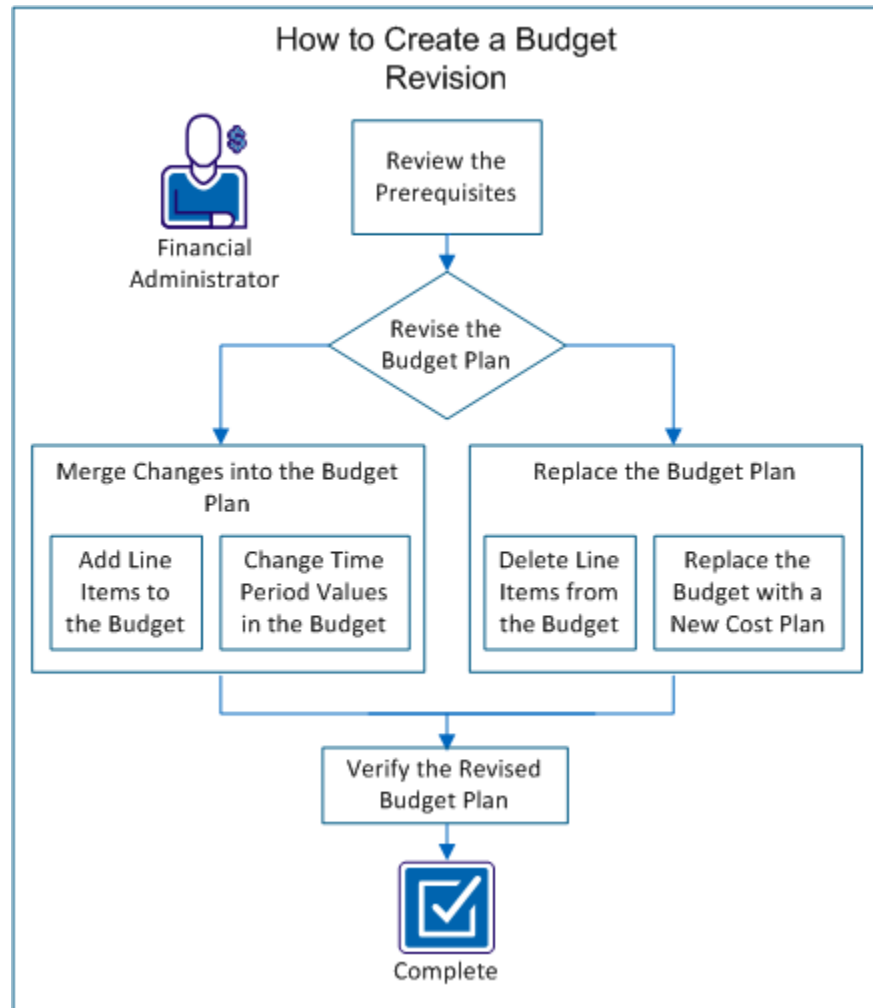 How to Create a Budget
Revision
Review the
Prerequisites
Financial
Administrator
Revise the
Budget Plan
Merge Changes into the Budget
Plan
Add Line
Items to
the Budget
Change Time
Period Values
in the Budget
Replace the Budget Plan
Delete Line
Items from
the Budget
Replace the
Budget with a
New Cost Plan
Verify the Revised
Budget Plan
Complete